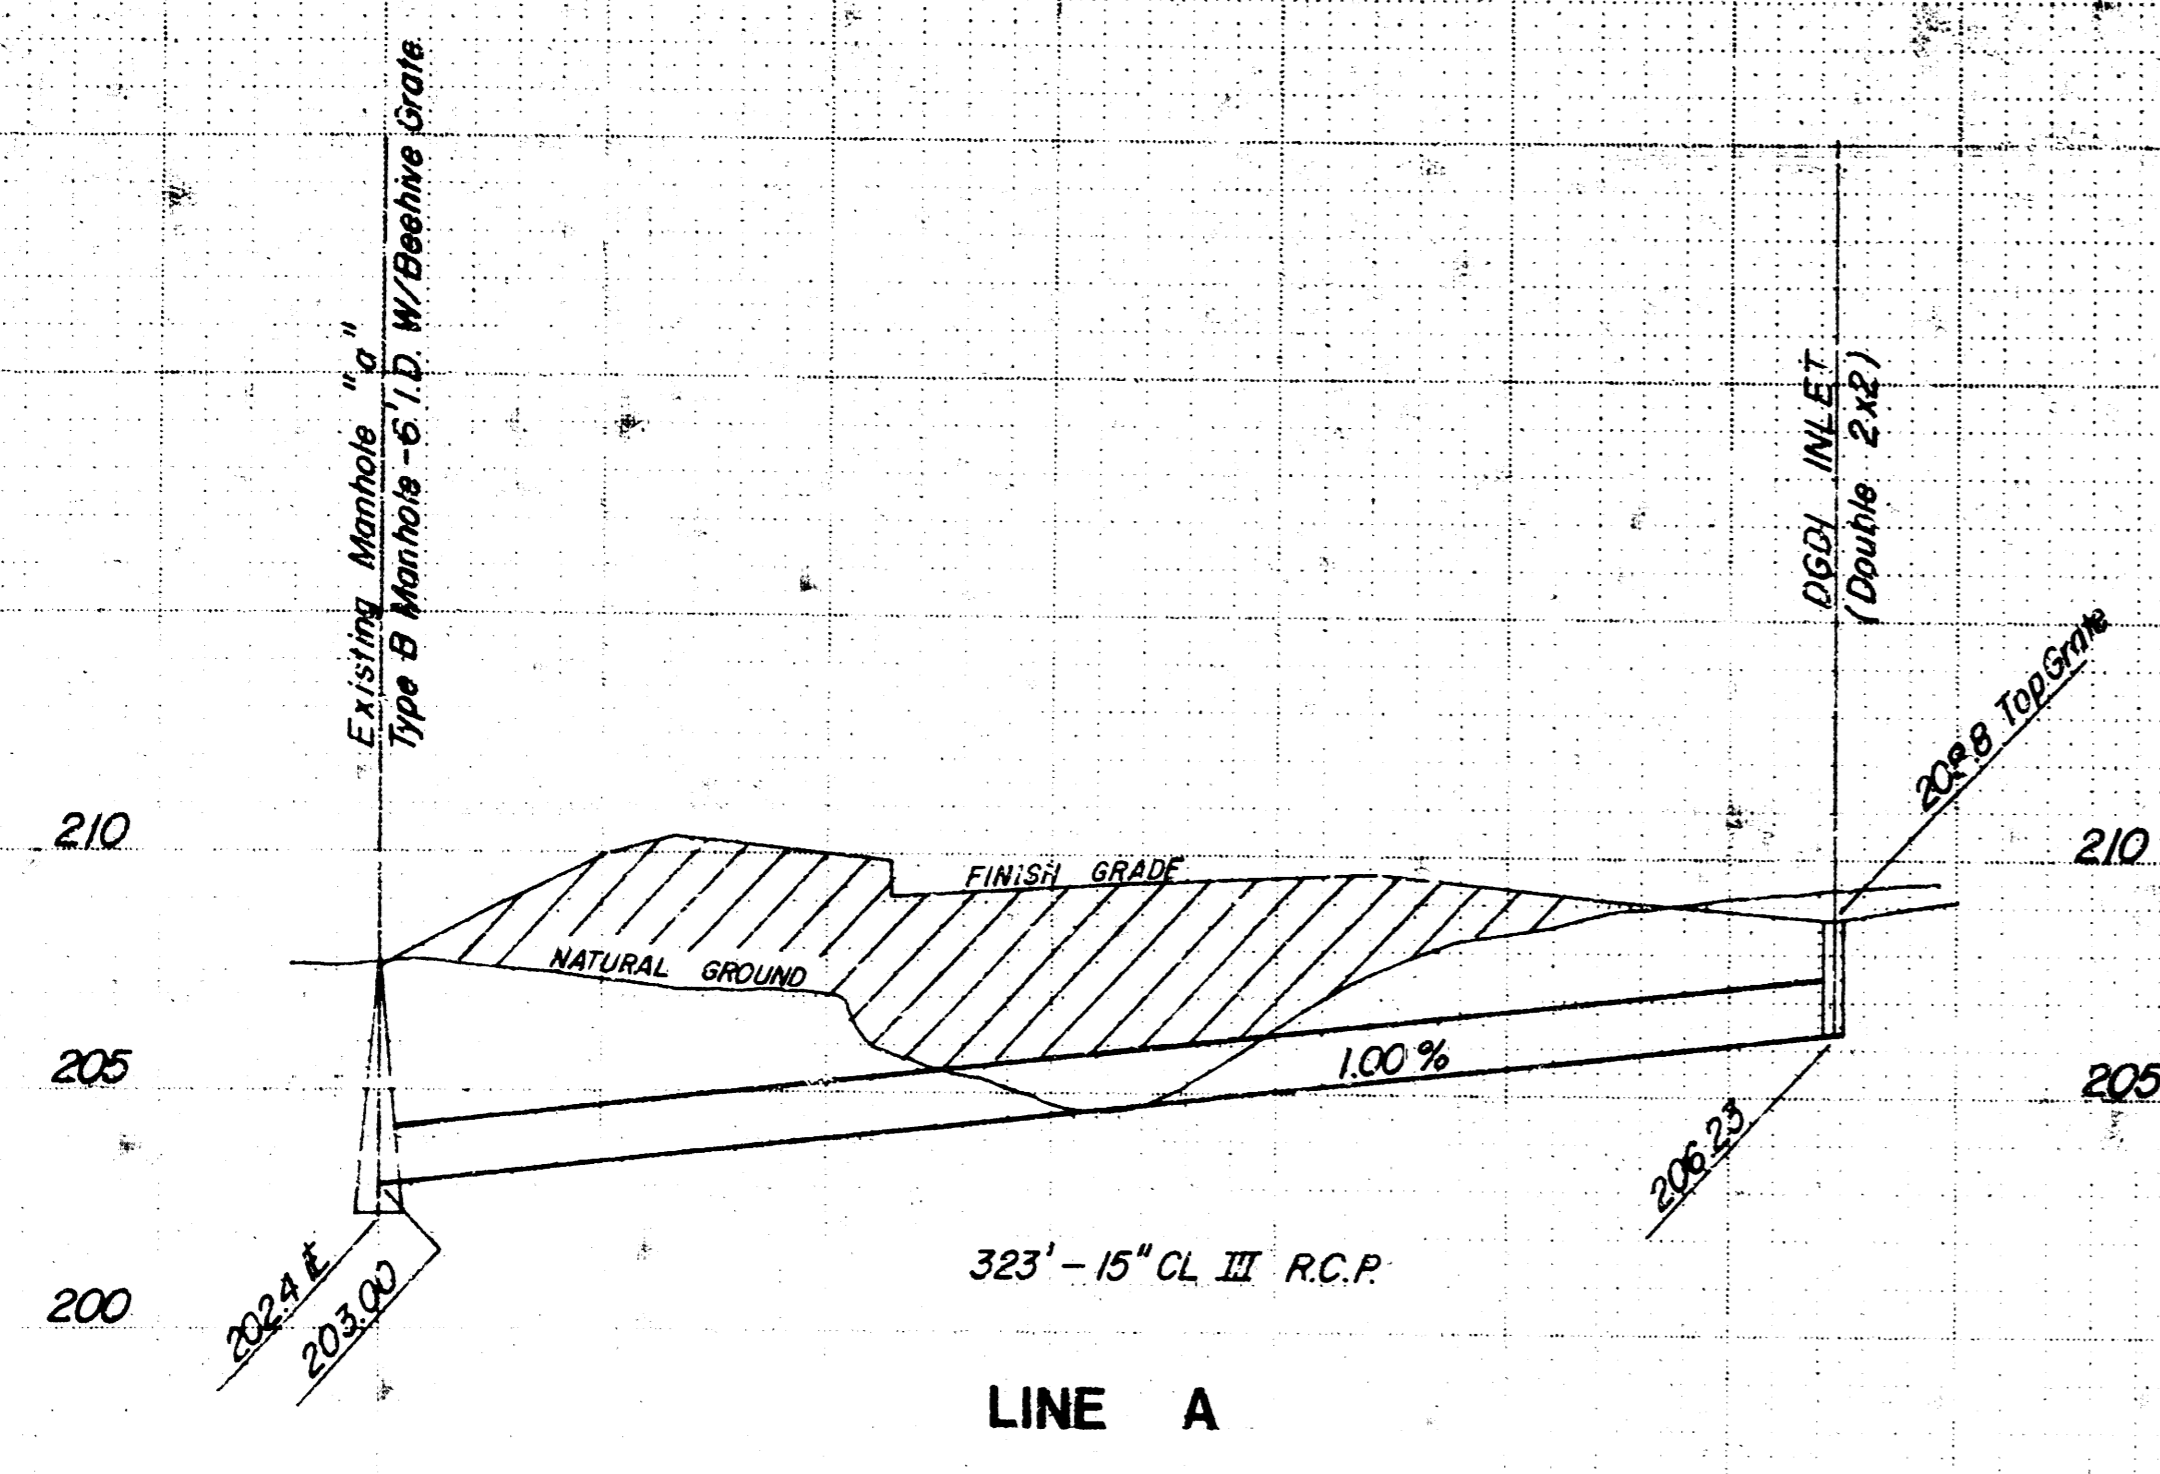 Existing Manhole "a"
Type B Manhole-6' I.D. W/Beehive Grate
DGDI INLET
(Double 2x2)
208.8 Top Grate
210
210
FINISH GRADE
NATURAL GROUND
205
1.00%
205
206.23
200
202.4 ±
203.00
323'-15" CL III R.C.P.
LINE A